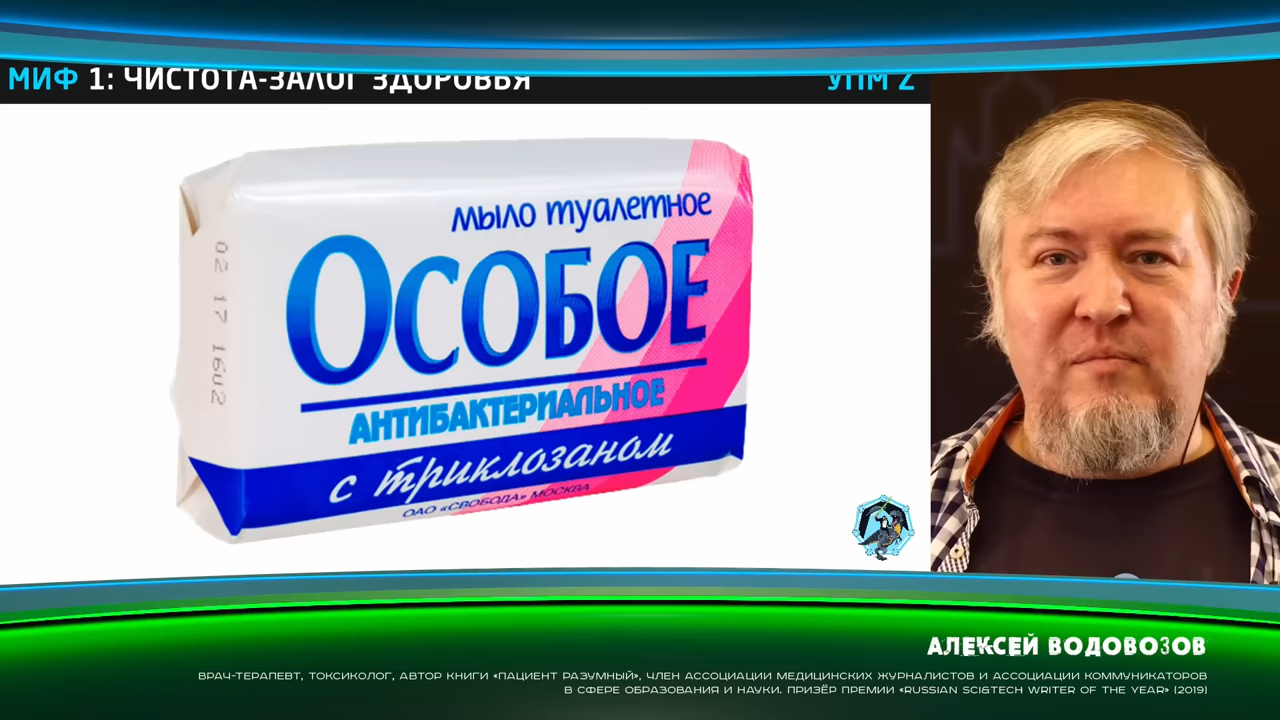 МИФ 1: ЧИСТОТА-ЗАЛОГ ЗДОРОВЬЯ
УПМ 2
мыло туалетное
ОСОБОЕ
АНТИБАКТЕРИАЛЬНОЕ
с триклозаном
ОАО «СВОБОДА» МОСКВА
02 17 1602
АЛЕКСЕЙ ВОДОВОЗОВ
ВРАЧ-ТЕРАПЕВТ, ТОКСИКОЛОГ, АВТОР КНИГИ «ПАЦИЕНТ РАЗУМНЫЙ», ЧЛЕН АССОЦИАЦИИ МЕДИЦИНСКИХ ЖУРНАЛИСТОВ И АССОЦИАЦИИ КОММУНИКАТОРОВ
В СФЕРЕ ОБРАЗОВАНИЯ И НАУКИ. ПРИЗЁР ПРЕМИИ «RUSSIAN SCI&TECH WRITER OF THE YEAR» (2019)